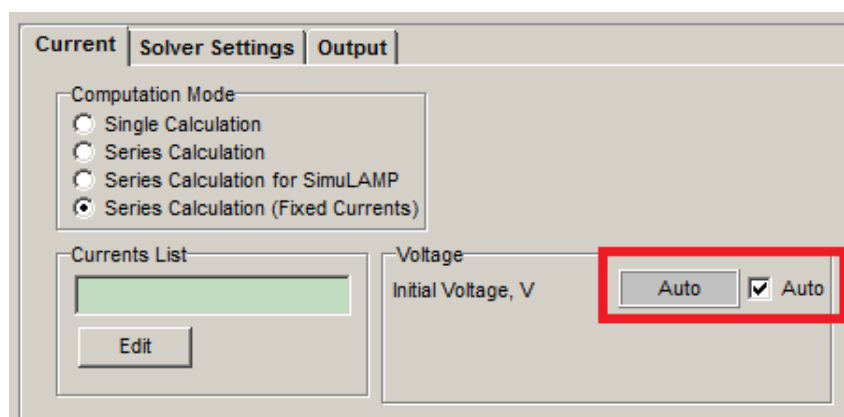 Current Solver Settings Output
Computation Mode
Single Calculation
Series Calculation
Series Calculation for SimuLAMP
Series Calculation (Fixed Currents)
Currents List
Edit
Voltage
Initial Voltage, V Auto Auto